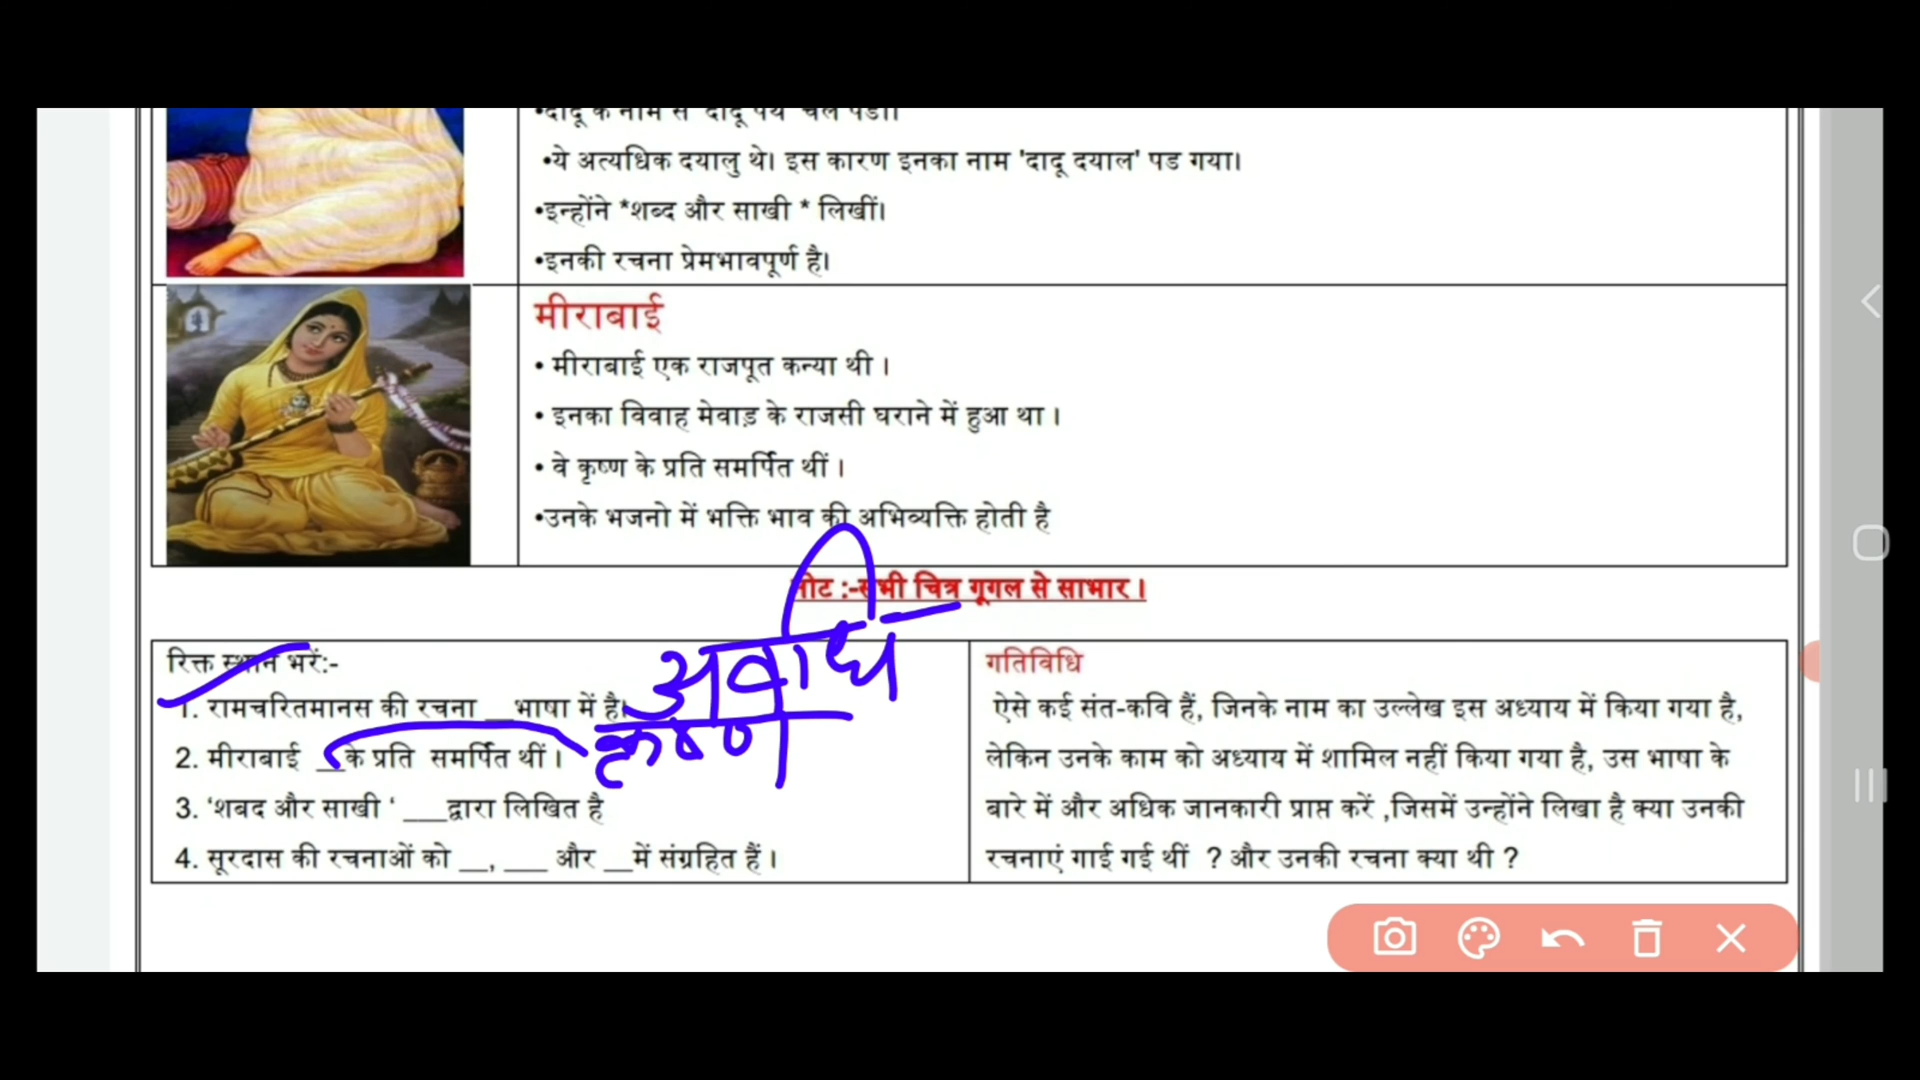 •दादू के नाम से 'दादू पंथ' चल पडा।
•ये अत्यधिक दयालु थे। इस कारण इनका नाम 'दादू दयाल' पड गया।
•इन्होंने *शब्द और साखी * लिखीं।
•इनकी रचना प्रेमभावपूर्ण है।
मीराबाई
• मीराबाई एक राजपूत कन्या थी ।
• इनका विवाह मेवाड़ के राजसी घराने में हुआ था ।
• वे कृष्ण के प्रति समर्पित थीं ।
•उनके भजनो में भक्ति भाव की अभिव्यक्ति होती है
नोट :-सभी चित्र गूगल से साभार ।
रिक्त स्थान भरें:-
1. रामचरितमानस की रचना __भाषा में है।
अवधि
2. मीराबाई __के प्रति समर्पित थीं ।
कृष्ण
3. ‘शबद और साखी ‘ ___द्वारा लिखित है
4. सूरदास की रचनाओं को __, ___ और __में संग्रहित हैं ।
गतिविधि
ऐसे कई संत-कवि हैं, जिनके नाम का उल्लेख इस अध्याय में किया गया है,
लेकिन उनके काम को अध्याय में शामिल नहीं किया गया है, उस भाषा के
बारे में और अधिक जानकारी प्राप्त करें ,जिसमें उन्होंने लिखा है क्या उनकी
रचनाएं गाई गई थीं ? और उनकी रचना क्या थी ?